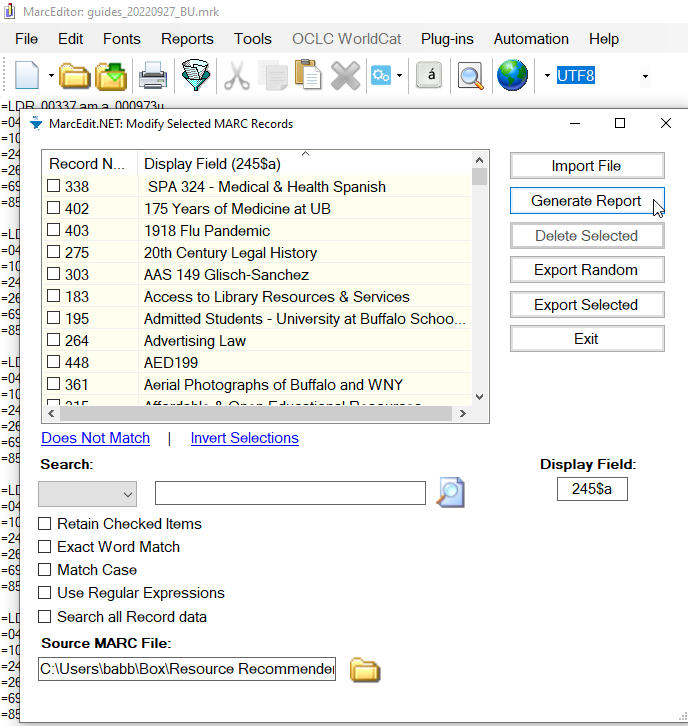 MarcEditor: guides_20220927_BU.mrk
File Edit Fonts Reports Tools OCLC WorldCat Plug-ins Automation Help
á UTF8
=LDR 00337 am a 000973u
MarcEdit.NET: Modify Selected MARC Records
=04
=10
=24
=26
=69
=85
=LD
=04
=10
=24
=26
=69
=85
=LD
=04
=10
=24
=26
=69
=85
=LD
=04
=10
=24
=26
=69
=85
=LD
=04
=10
=24
=26
=69
=85
Record N... Display Field (245$a)
338 SPA 324 - Medical & Health Spanish
402 175 Years of Medicine at UB
403 1918 Flu Pandemic
275 20th Century Legal History
303 AAS 149 Glisch-Sanchez
183 Access to Library Resources & Services
195 Admitted Students - University at Buffalo Schoo...
264 Advertising Law
448 AED199
361 Aerial Photographs of Buffalo and WNY
315 Affordable & Open Educational Resources
Import File
Generate Report
Delete Selected
Export Random
Export Selected
Exit
Does Not Match | Invert Selections
Search:
Display Field:
245$a
Retain Checked Items
Exact Word Match
Match Case
Use Regular Expressions
Search all Record data
Source MARC File:
C:\Users\babb\Box\Resource Recommender